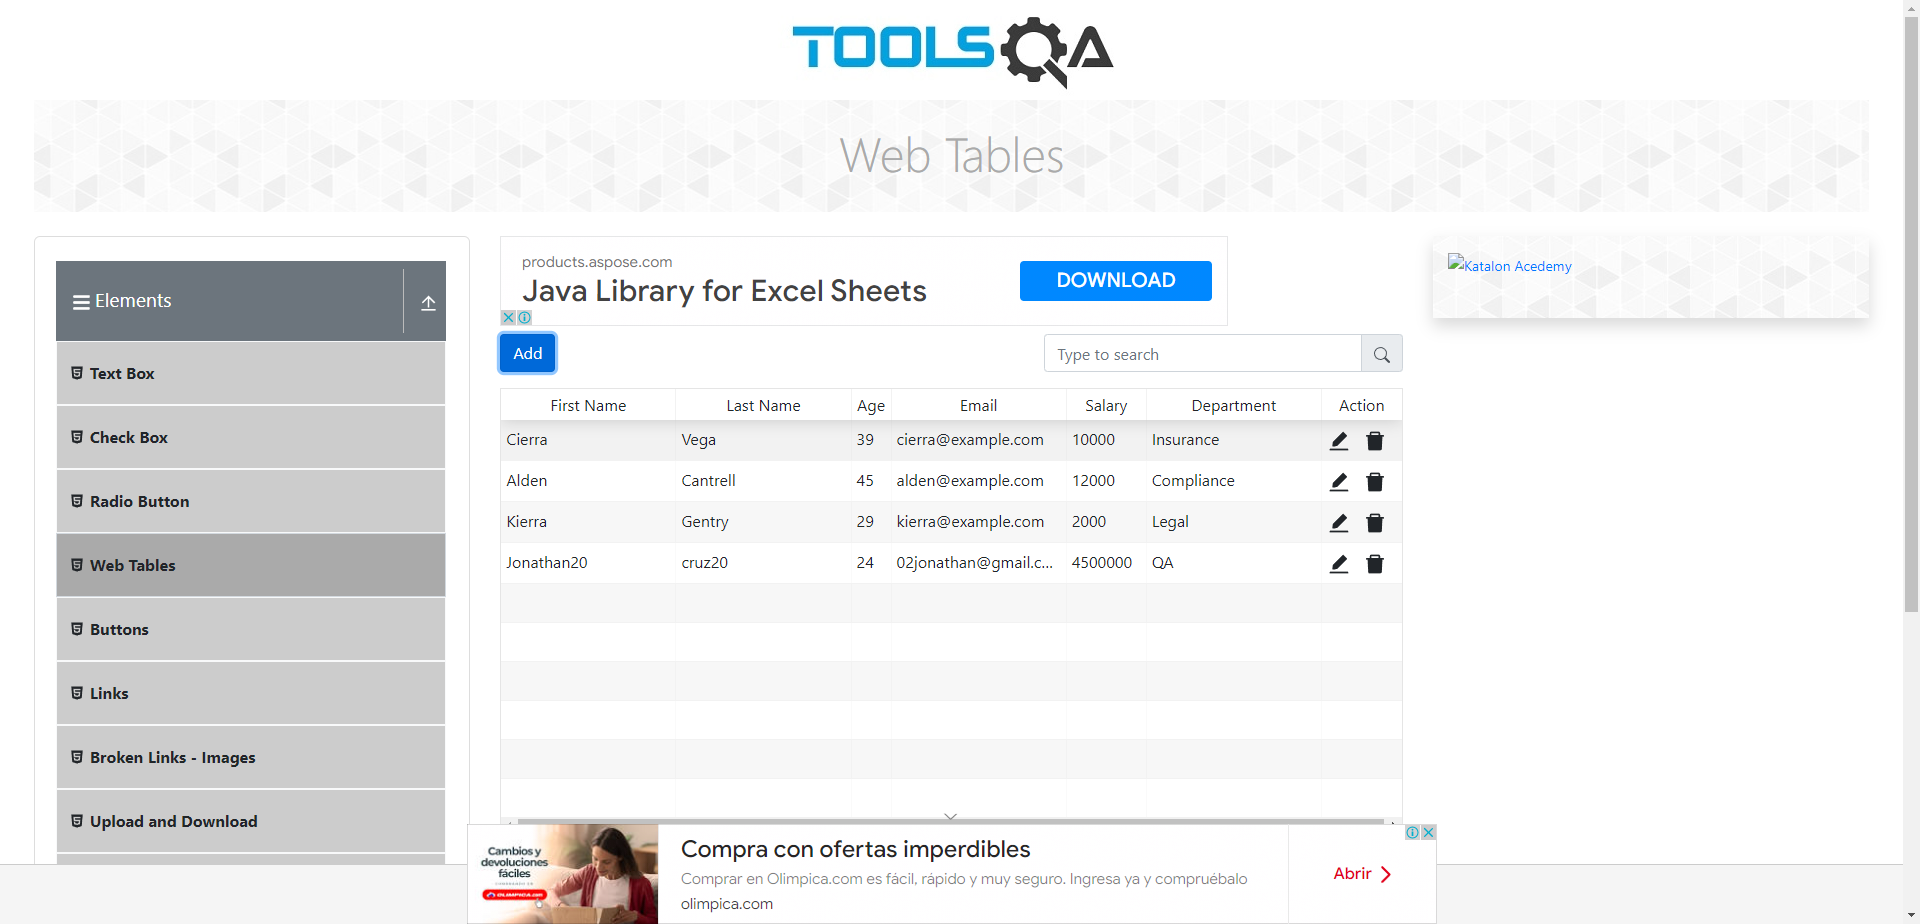 TOOLSQA
Web Tables
Elements
Text Box
Check Box
Radio Button
Web Tables
Buttons
Links
Broken Links - Images
Upload and Download
products.aspose.com
Java Library for Excel Sheets
DOWNLOAD
Add
Type to search
First Name Last Name Age Email Salary Department Action
Cierra Vega 39 cierra@example.com 10000 Insurance
Alden Cantrell 45 alden@example.com 12000 Compliance
Kierra Gentry 29 kierra@example.com 2000 Legal
Jonathan20 cruz20 24 02jonathan@gmail.c... 4500000 QA
Katalon Acedemy
Cambios y
devoluciones
fáciles
OLIMPICA.COM
Compra con ofertas imperdibles
Comprar en Olimpica.com es fácil, rápido y muy seguro. Ingresa ya y compruébalo
olimpica.com
Abrir